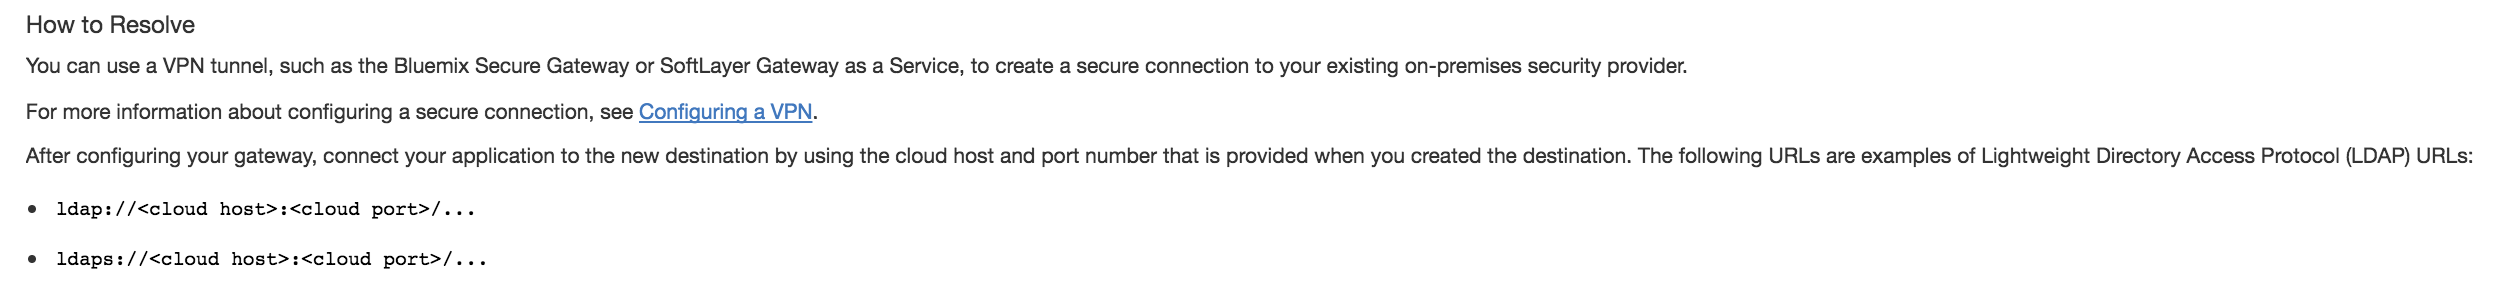 How to Resolve
You can use a VPN tunnel, such as the Bluemix Secure Gateway or SoftLayer Gateway as a Service, to create a secure connection to your existing on-premises security provider.
For more information about configuring a secure connection, see Configuring a VPN.
After configuring your gateway, connect your application to the new destination by using the cloud host and port number that is provided when you created the destination. The following URLs are examples of Lightweight Directory Access Protocol (LDAP) URLs:
• ldap://<cloud host>:<cloud port>/...
• ldaps://<cloud host>:<cloud port>/...